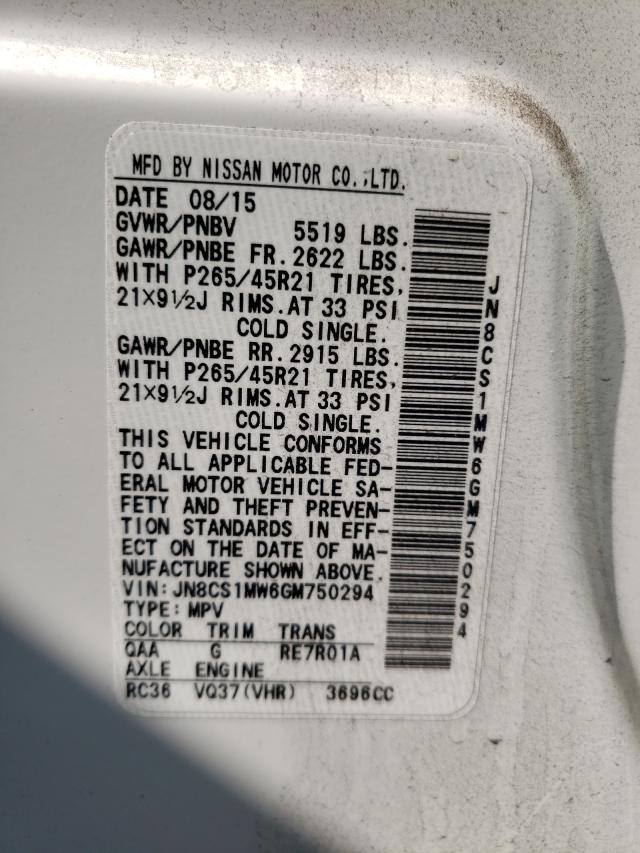 MFD BY NISSAN MOTOR CO.,LTD.
DATE 08/15
GVWR/PNBV 5519 LBS.
GAWR/PNBE FR. 2622 LBS.
WITH P265/45R21 TIRES,
21×9½J RIMS. AT 33 PSI
COLD SINGLE.
GAWR/PNBE RR. 2915 LBS.
WITH P265/45R21 TIRES,
21×9½J RIMS. AT 33 PSI
COLD SINGLE.
THIS VEHICLE CONFORMS
TO ALL APPLICABLE FED-
ERAL MOTOR VEHICLE SA-
FETY AND THEFT PREVEN-
TION STANDARDS IN EFF-
ECT ON THE DATE OF MA-
NUFACTURE SHOWN ABOVE.
VIN: JN8CS1MW6GM750294
TYPE: MPV
COLOR TRIM TRANS
QAA G RE7R01A
AXLE ENGINE
RC36 VQ37(VHR) 3696CC
JN8CS1MW6GM750294